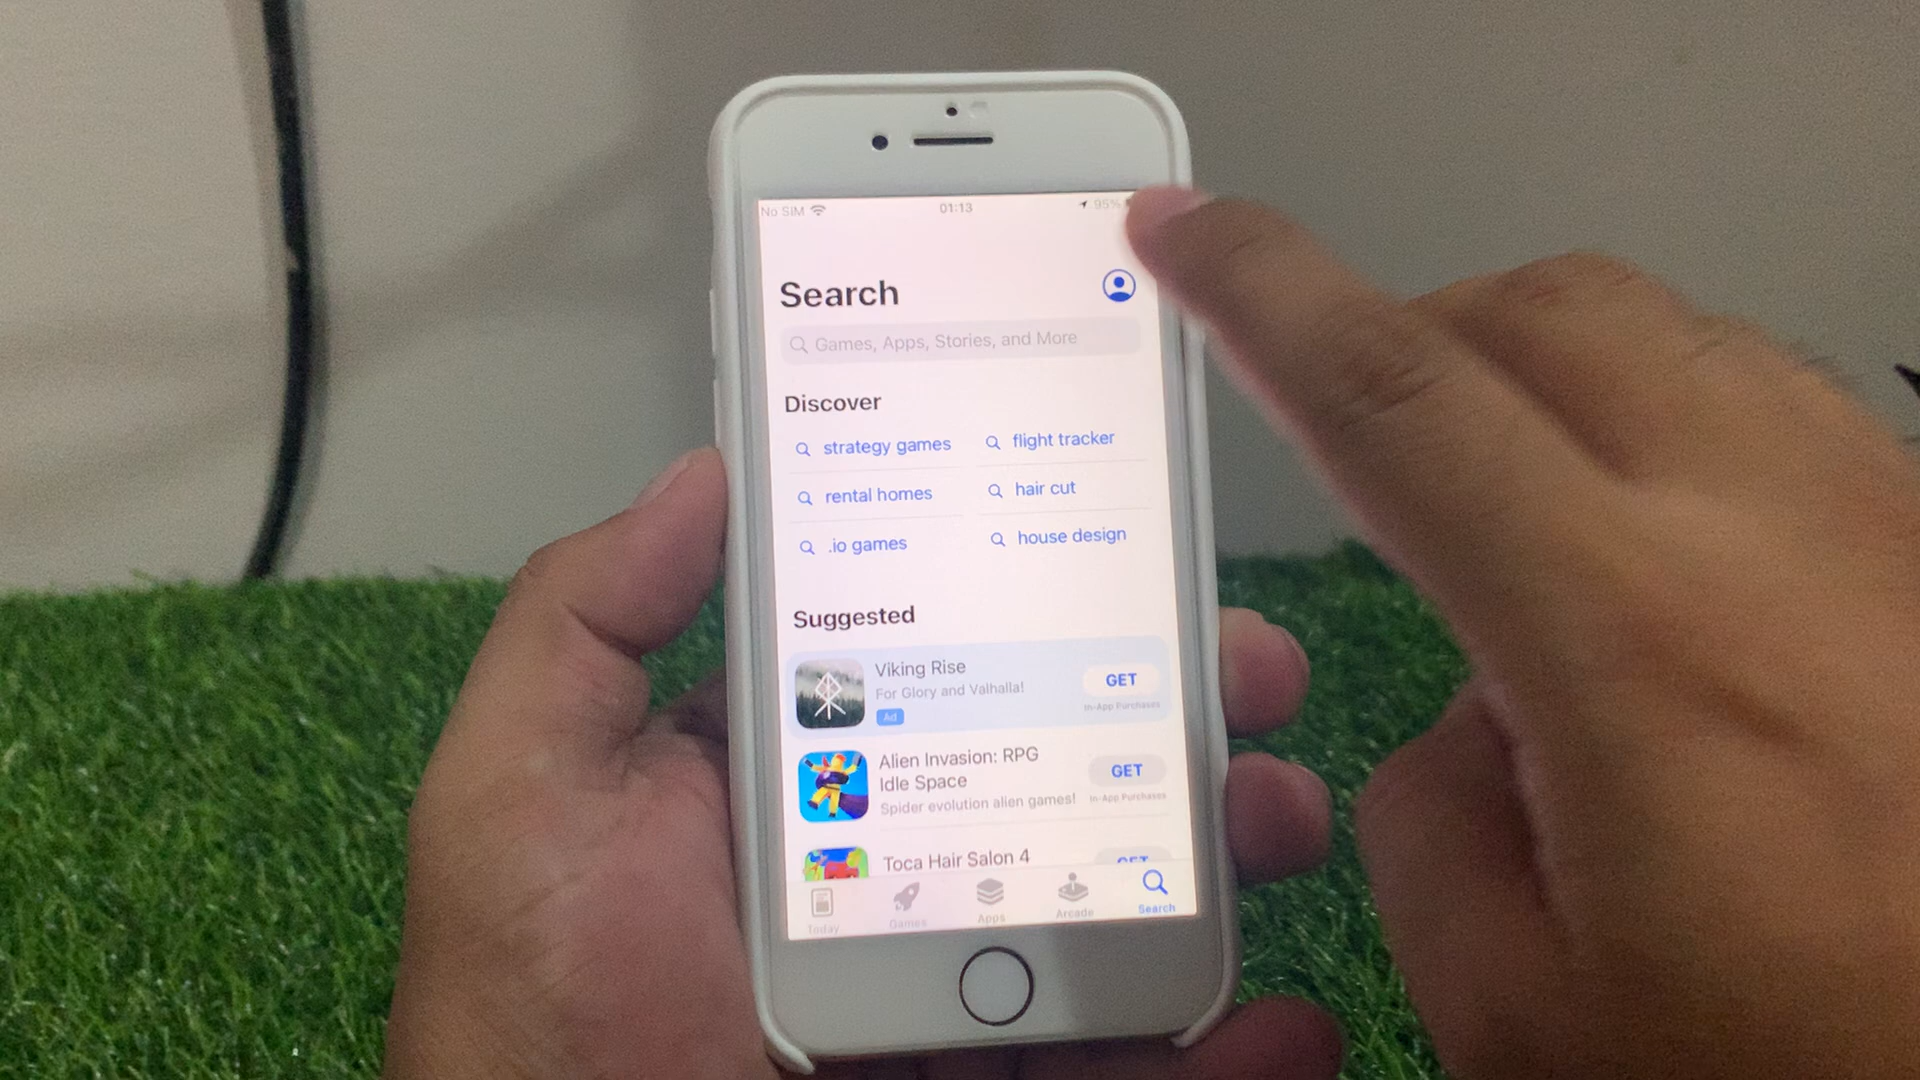 No SIM 01:13 95%
Search
Games, Apps, Stories, and More
Discover
strategy games flight tracker
rental homes hair cut
.io games house design
Suggested
Viking Rise
For Glory and Valhalla!
GET
Ad
In-App Purchases
Alien Invasion: RPG
Idle Space
GET
Spider evolution alien games!
In-App Purchases
Toca Hair Salon 4
GET
Today Games Apps Arcade Search